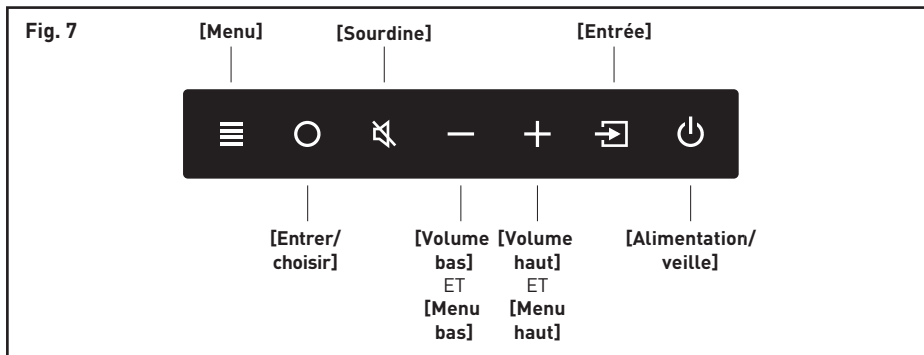 Fig. 7
[Menu]
[Sourdine]
[Entrée]
[Entrer/
choisir]
[Volume
bas]
ET
[Menu
bas]
[Volume
haut]
ET
[Menu
haut]
[Alimentation/
veille]